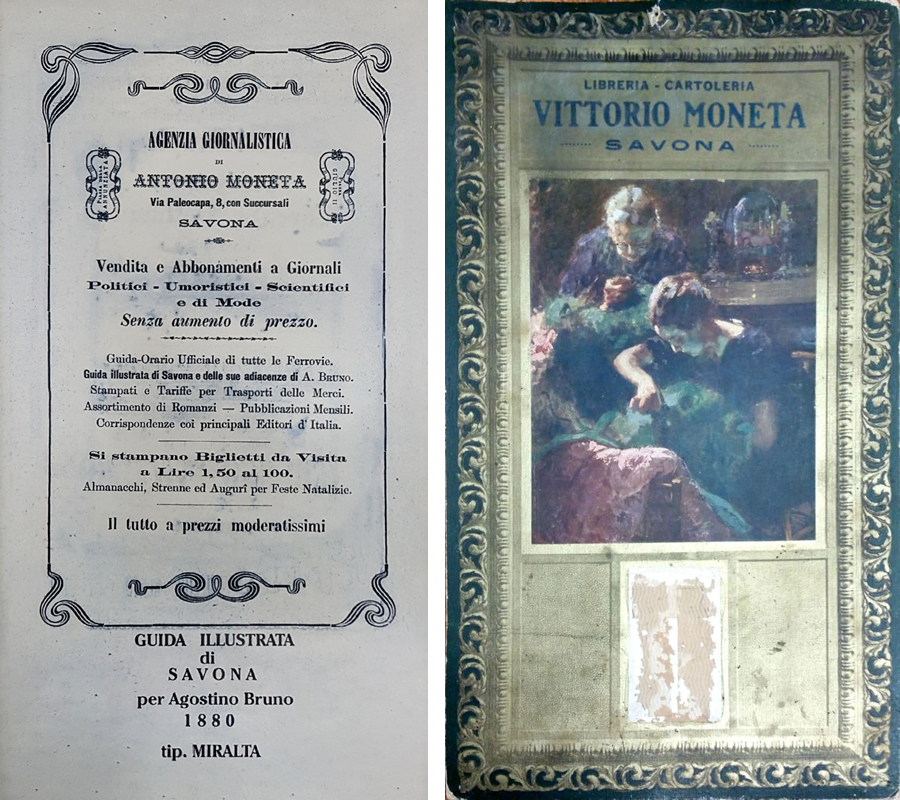 AGENZIA GIORNALISTICA
DI
ANTONIO MONETA
PIAZZA DELLA
ANNUNZIATA
Via Paleocapa, 8, con Succursali
SAVONA
Vendita e Abbonamenti a Giornali
Politici - Umoristici - Scientifici
e di Mode
Senza aumento di prezzo.
Guida-Orario Ufficiale di tutte le Ferrovie.
Guida illustrata di Savona e delle sue adiacenze di A. BRUNO.
Stampati e Tariffe per Trasporti delle Merci.
Assortimento di Romanzi — Pubblicazioni Mensili.
Corrispondenze coi principali Editori d' Italia.
Si stampano Biglietti da Visita
a Lire 1,50 al 100.
Almanacchi, Strenne ed Augurî per Feste Natalizie.
Il tutto a prezzi moderatissimi
GUIDA ILLUSTRATA
di
SAVONA
per Agostino Bruno
1880
tip. MIRALTA
LIBRERIA - CARTOLERIA
VITTORIO MONETA
SAVONA